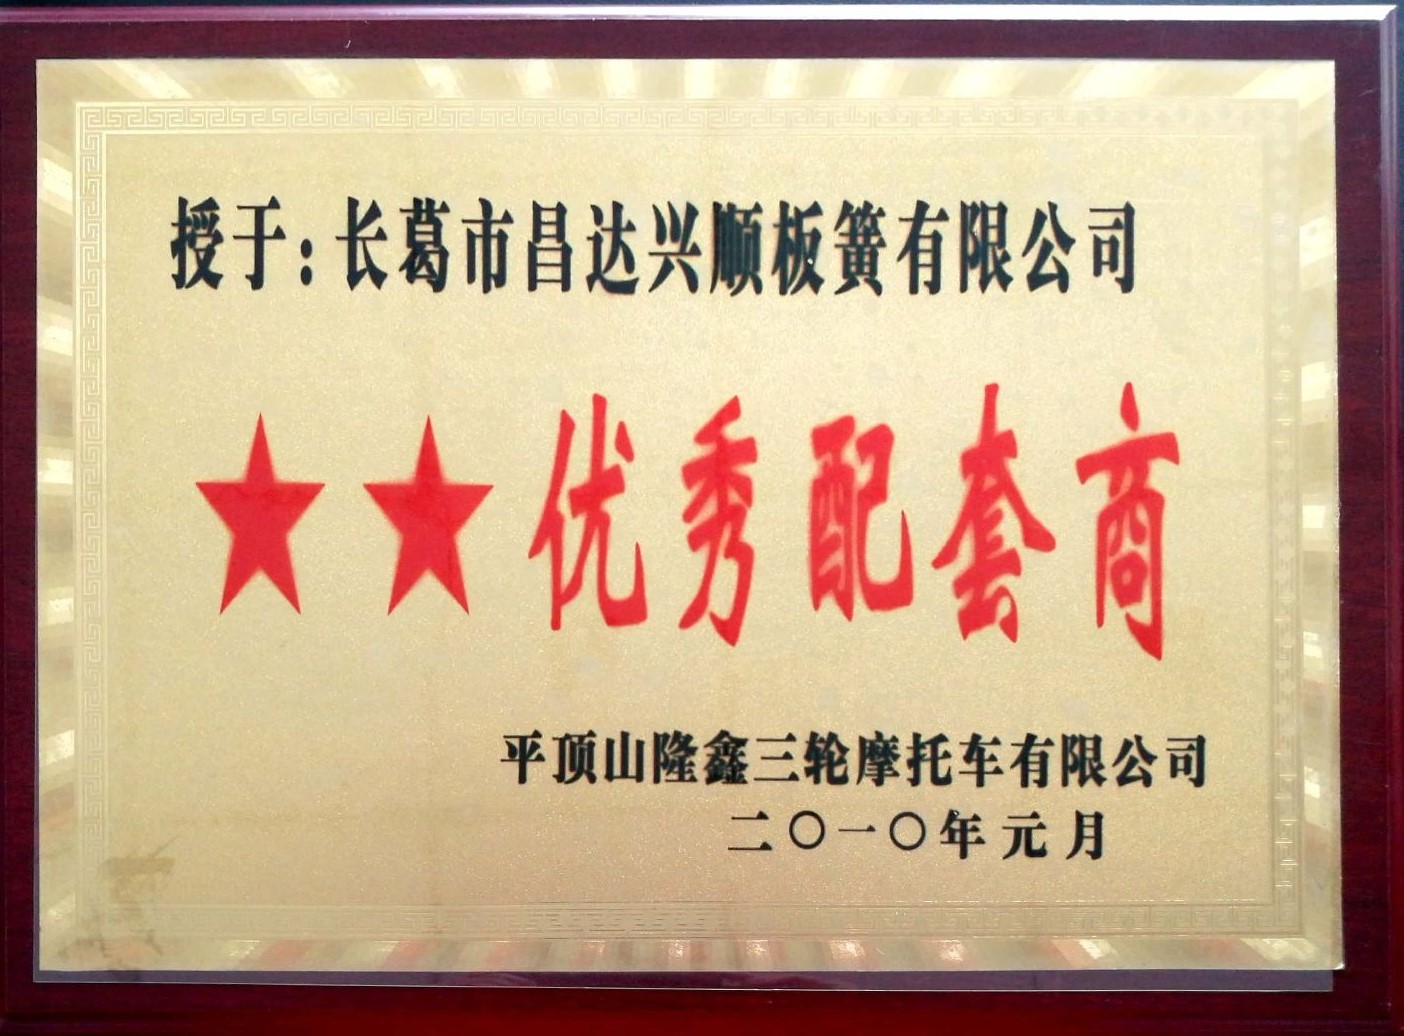 授于：长葛市昌达兴顺板簧有限公司
★★优秀配套商
平顶山隆鑫三轮摩托车有限公司
二〇一〇年元月